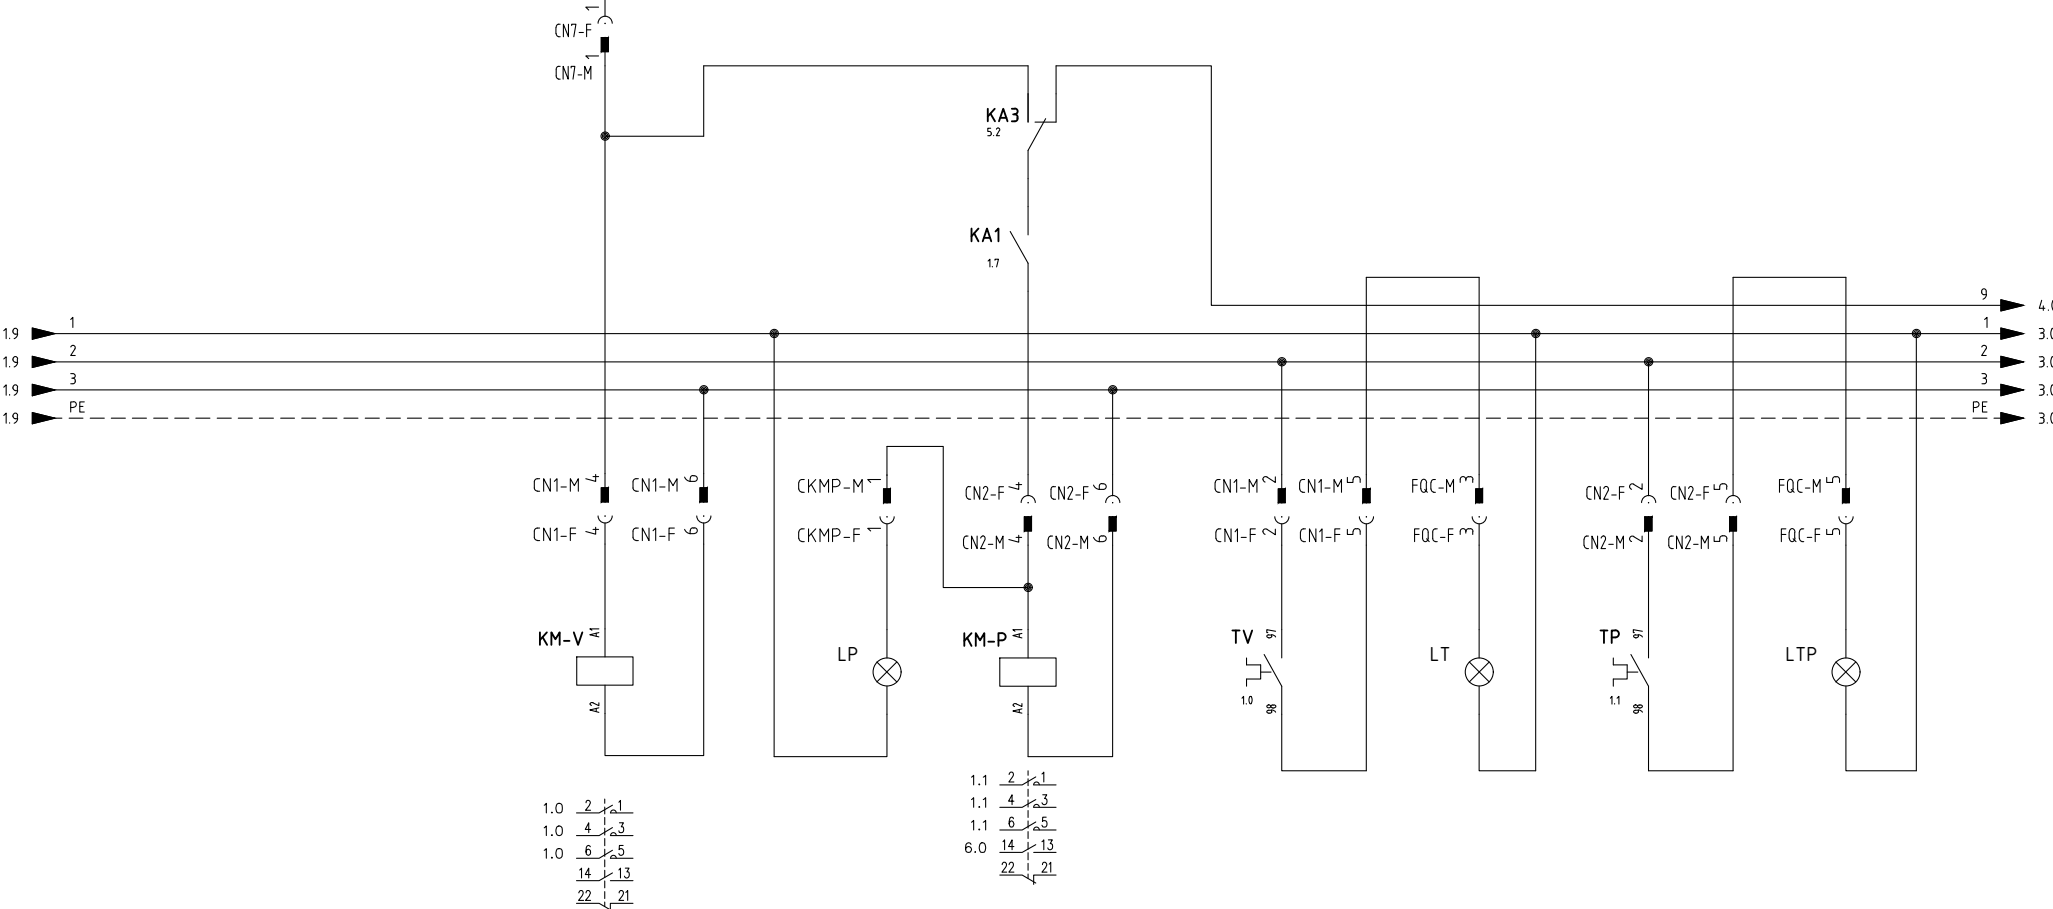 1
CN7-F
1
CN7-M
KA3
5.2
KA1
1.7
9
1.9 1 1
1.9 2 2 3.0
1.9 3 3 3.0
1.9 PE PE
CN1-M 4 CN1-M 6 CKMP-M 1 CN2-F 4 CN2-F 6 CN1-M 2 CN1-M 5 FQC-M 3 CN2-F 2 CN2-F 5 FQC-M 5
CN1-F 4 CN1-F 6 CKMP-F 1 CN2-M 4 CN2-M 6 CN1-F 2 CN1-F 5 FQC-F 3 CN2-M 2 CN2-M 5 FQC-F 5
KM-V A1 LP KM-P A1 TV 97 LT TP 97 LTP
A2 A2 1.0 98 1.1 98
1.1 2 1
1.1 4 3
1.1 6 5
6.0 14 13
22 21
1.0 2 1
1.0 4 3
1.0 6 5
14 13
22 21